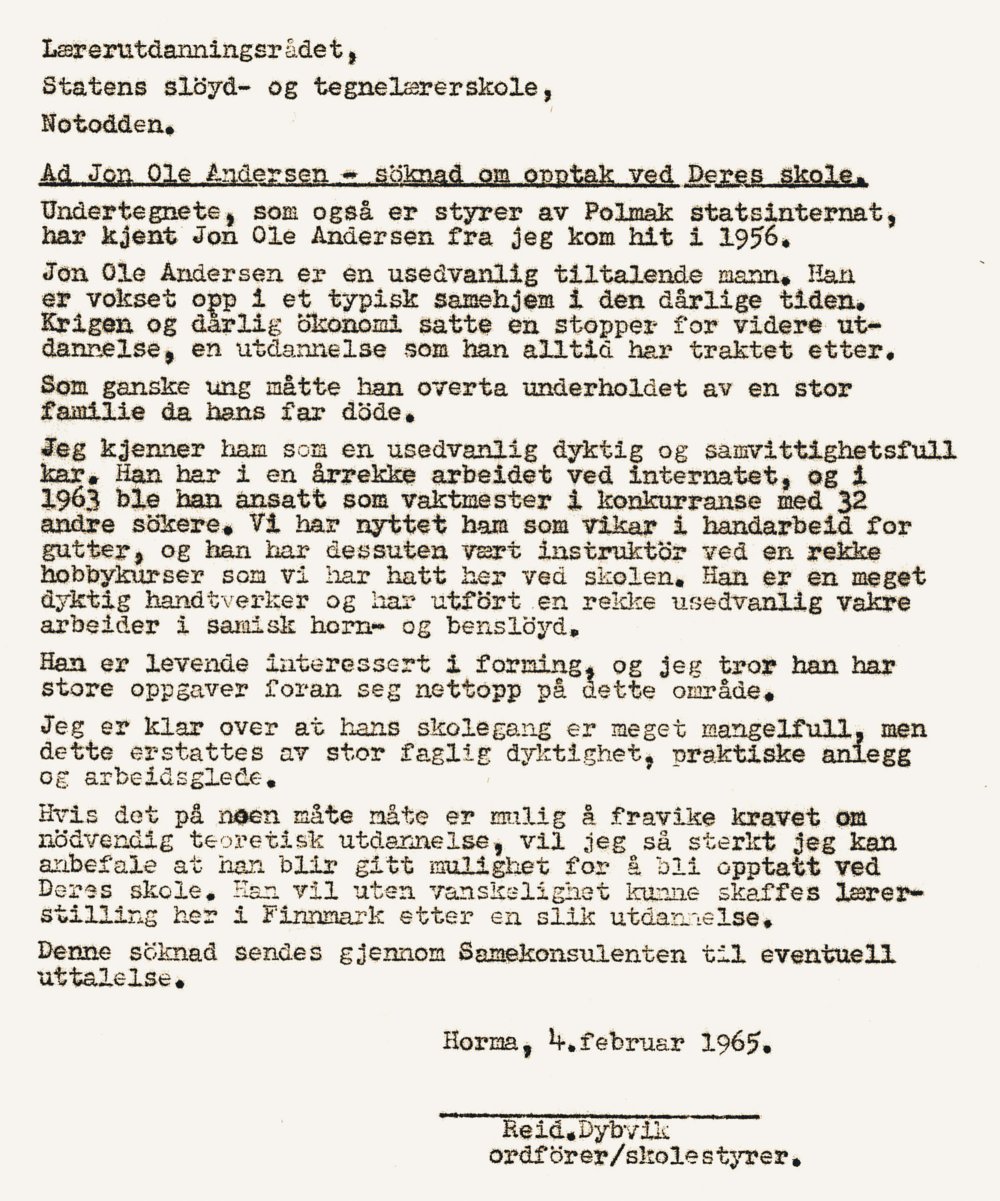 Lærerutdanningsrådet,
Statens slöyd- og tegnelærerskole,
Notodden.
Ad Jon Ole Andersen - söknad om opptak ved Deres skole.
Undertegnete, som også er styrer av Polmak statsinternat,
har kjent Jon Ole Andersen fra jeg kom hit i 1956.
Jon Ole Andersen er en usedvanlig tiltalende mann. Han
er vokset opp i et typisk samehjem i den dårlige tiden.
Krigen og dårlig ökonomi satte en stopper for videre ut-
dannelse, en utdannelse som han alltid har traktet etter.
Som ganske ung måtte han overta underholdet av en stor
familie da hans far döde.
Jeg kjenner ham som en usedvanlig dyktig og samvittighetsfull
kar. Han har i en årrekke arbeidet ved internatet, og i
1963 ble han ansatt som vaktmester i konkurranse med 32
andre sökere. Vi har nyttet ham som vikar i handarbeid for
gutter, og han har dessuten vært instruktör ved en rekke
hobbykurser som vi har hatt her ved skolen. Han er en meget
dyktig handtverker og har utfört en rekke usedvanlig vakre
arbeider i samisk horn- og benslöyd.
Han er levende interessert i forming, og jeg tror han har
store oppgaver foran seg nettopp på dette område.
Jeg er klar over at hans skolegang er meget mangelfull, men
dette erstattes av stor faglig dyktighet, praktiske anlegg
og arbeidsglede.
Hvis det på noen måte måte er mulig å fravike kravet om
nödvendig teoretisk utdannelse, vil jeg så sterkt jeg kan
anbefale at han blir gitt mulighet for å bli opptatt ved
Deres skole. Han vil uten vanskelighet kunne skaffes lærer-
stilling her i Finnmark etter en slik utdannelse.
Denne söknad sendes gjennom Samekonsulenten til eventuell
uttalelse.
Horma, 4.februar 1965.
Reid.Dybvik
ordförer/skolestyrer.